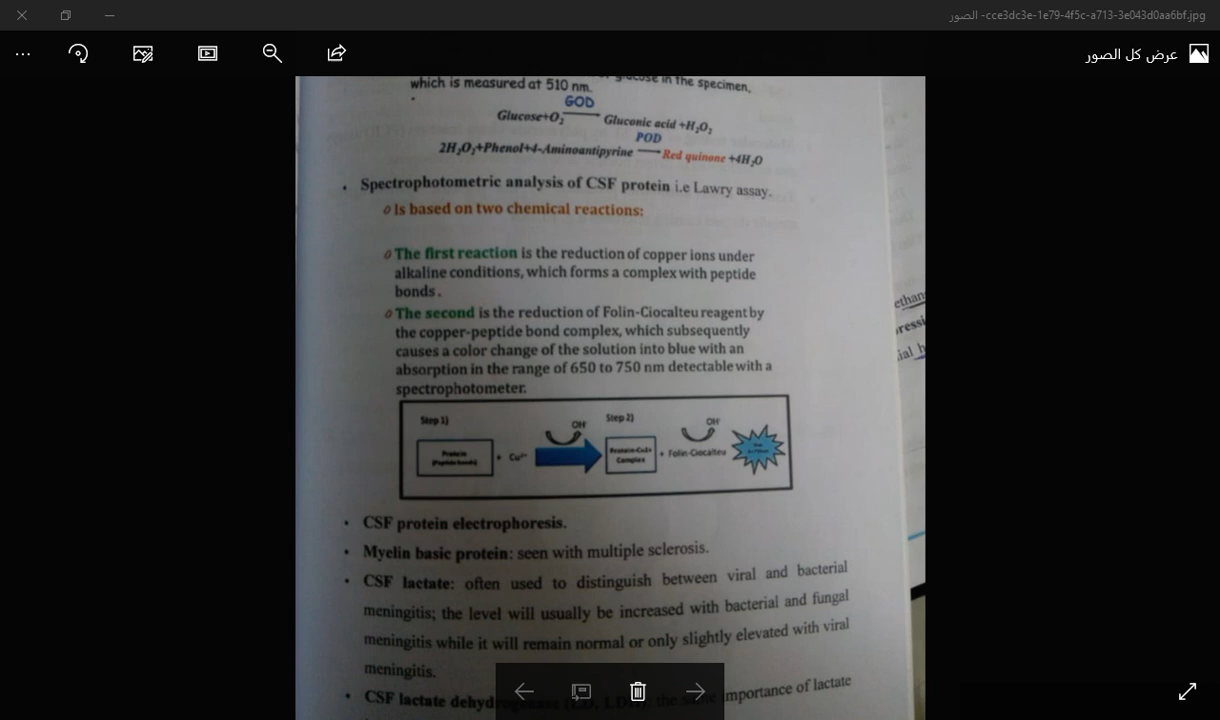 الصور -cce3dc3e-1e79-4f5c-a713-3e043d0aa6bf.jpg
عرض كل الصور
glucose in the specimen,
which is measured at 510 nm.
GOD
Glucose+O₂ → Gluconic acid +H₂O₂
POD
2H₂O₂+Phenol+4-Aminoantipyrine → Red quinone +4H₂O
• Spectrophotometric analysis of CSF protein i.e Lawry assay.
Is based on two chemical reactions:
The first reaction is the reduction of copper ions under
alkaline conditions, which forms a complex with peptide
bonds.
The second is the reduction of Folin-Ciocalteu reagent by
the copper-peptide bond complex, which subsequently
causes a color change of the solution into blue with an
absorption in the range of 650 to 750 nm detectable with a
spectrophotometer.
Step 1)
Step 2)
OH
OH
Protein
(Peptide bonds)
+ Cu²⁺
Complex
+ Folin-Ciocalteu
• CSF protein electrophoresis.
• Myelin basic protein: seen with multiple sclerosis.
• CSF lactate: often used to distinguish between viral and bacterial
meningitis; the level will usually be increased with bacterial and fungal
meningitis while it will remain normal or only slightly elevated with viral
meningitis.
• CSF lactate importance of lactate